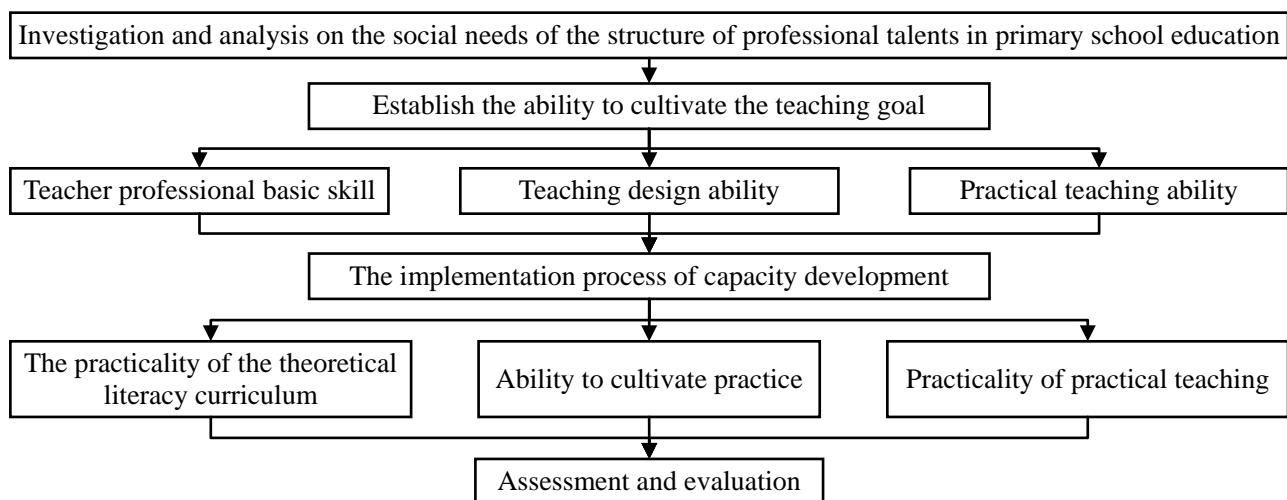 Investigation and analysis on the social needs of the structure of professional talents in primary school education
Establish the ability to cultivate the teaching goal
Teacher professional basic skill
Teaching design ability
Practical teaching ability
The implementation process of capacity development
The practicality of the theoretical
literacy curriculum
Ability to cultivate practice
Practicality of practical teaching
Assessment and evaluation